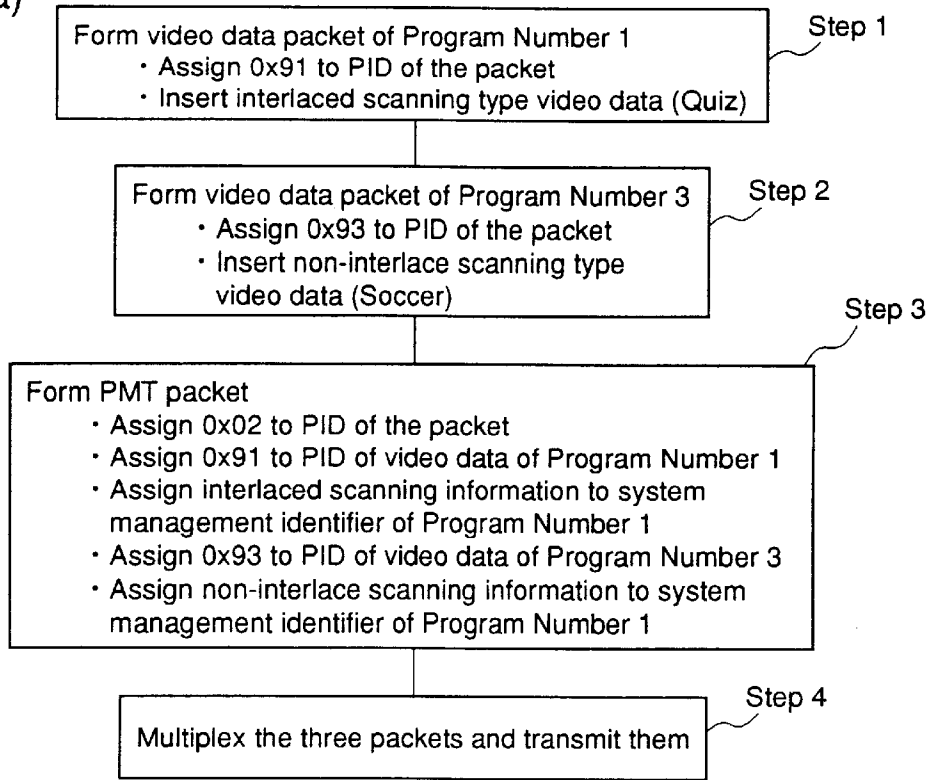 Form video data packet of Program Number 1
Step 1
· Assign 0x91 to PID of the packet
· Insert interlaced scanning type video data (Quiz)
Form video data packet of Program Number 3
Step 2
· Assign 0x93 to PID of the packet
· Insert non-interlace scanning type
video data (Soccer)
Step 3
Form PMT packet
· Assign 0x02 to PID of the packet
· Assign 0x91 to PID of video data of Program Number 1
· Assign interlaced scanning information to system
management identifier of Program Number 1
· Assign 0x93 to PID of video data of Program Number 3
· Assign non-interlace scanning information to system
management identifier of Program Number 1
Step 4
Multiplex the three packets and transmit them